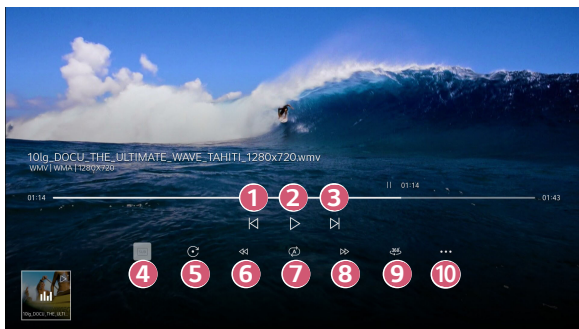 10lg_DOCU_THE_ULTIMATE_WAVE_TAHITI_1280x720.wmv
WMV | WMA | 1280X720
01:14
01:14
01:43
1 2 3
360
4 5 6 7 8 9 10
10lg_DOCU_THE_ULTI...